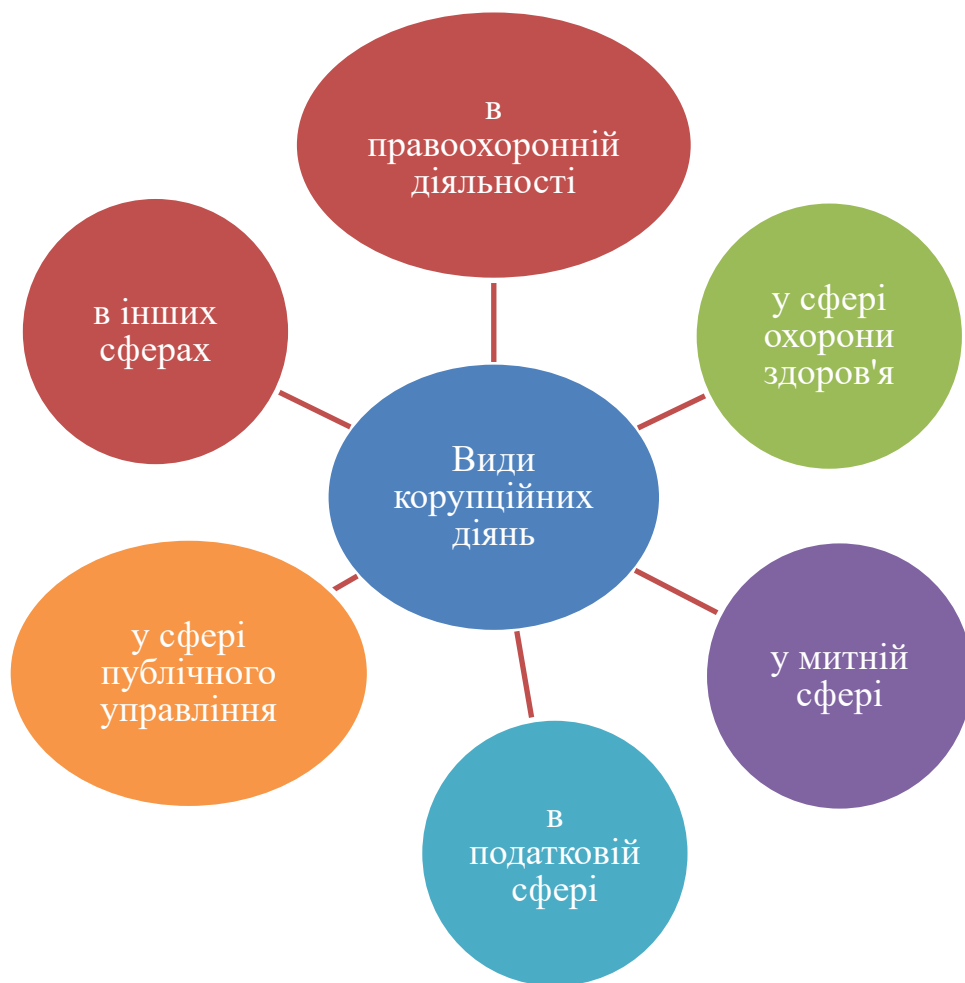 в
правоохоронній
діяльності
у сфері
охорони
здоров'я
в інших
сферах
Види
корупційних
діянь
у сфері
публічного
управління
у митній
сфері
в
податковій
сфері